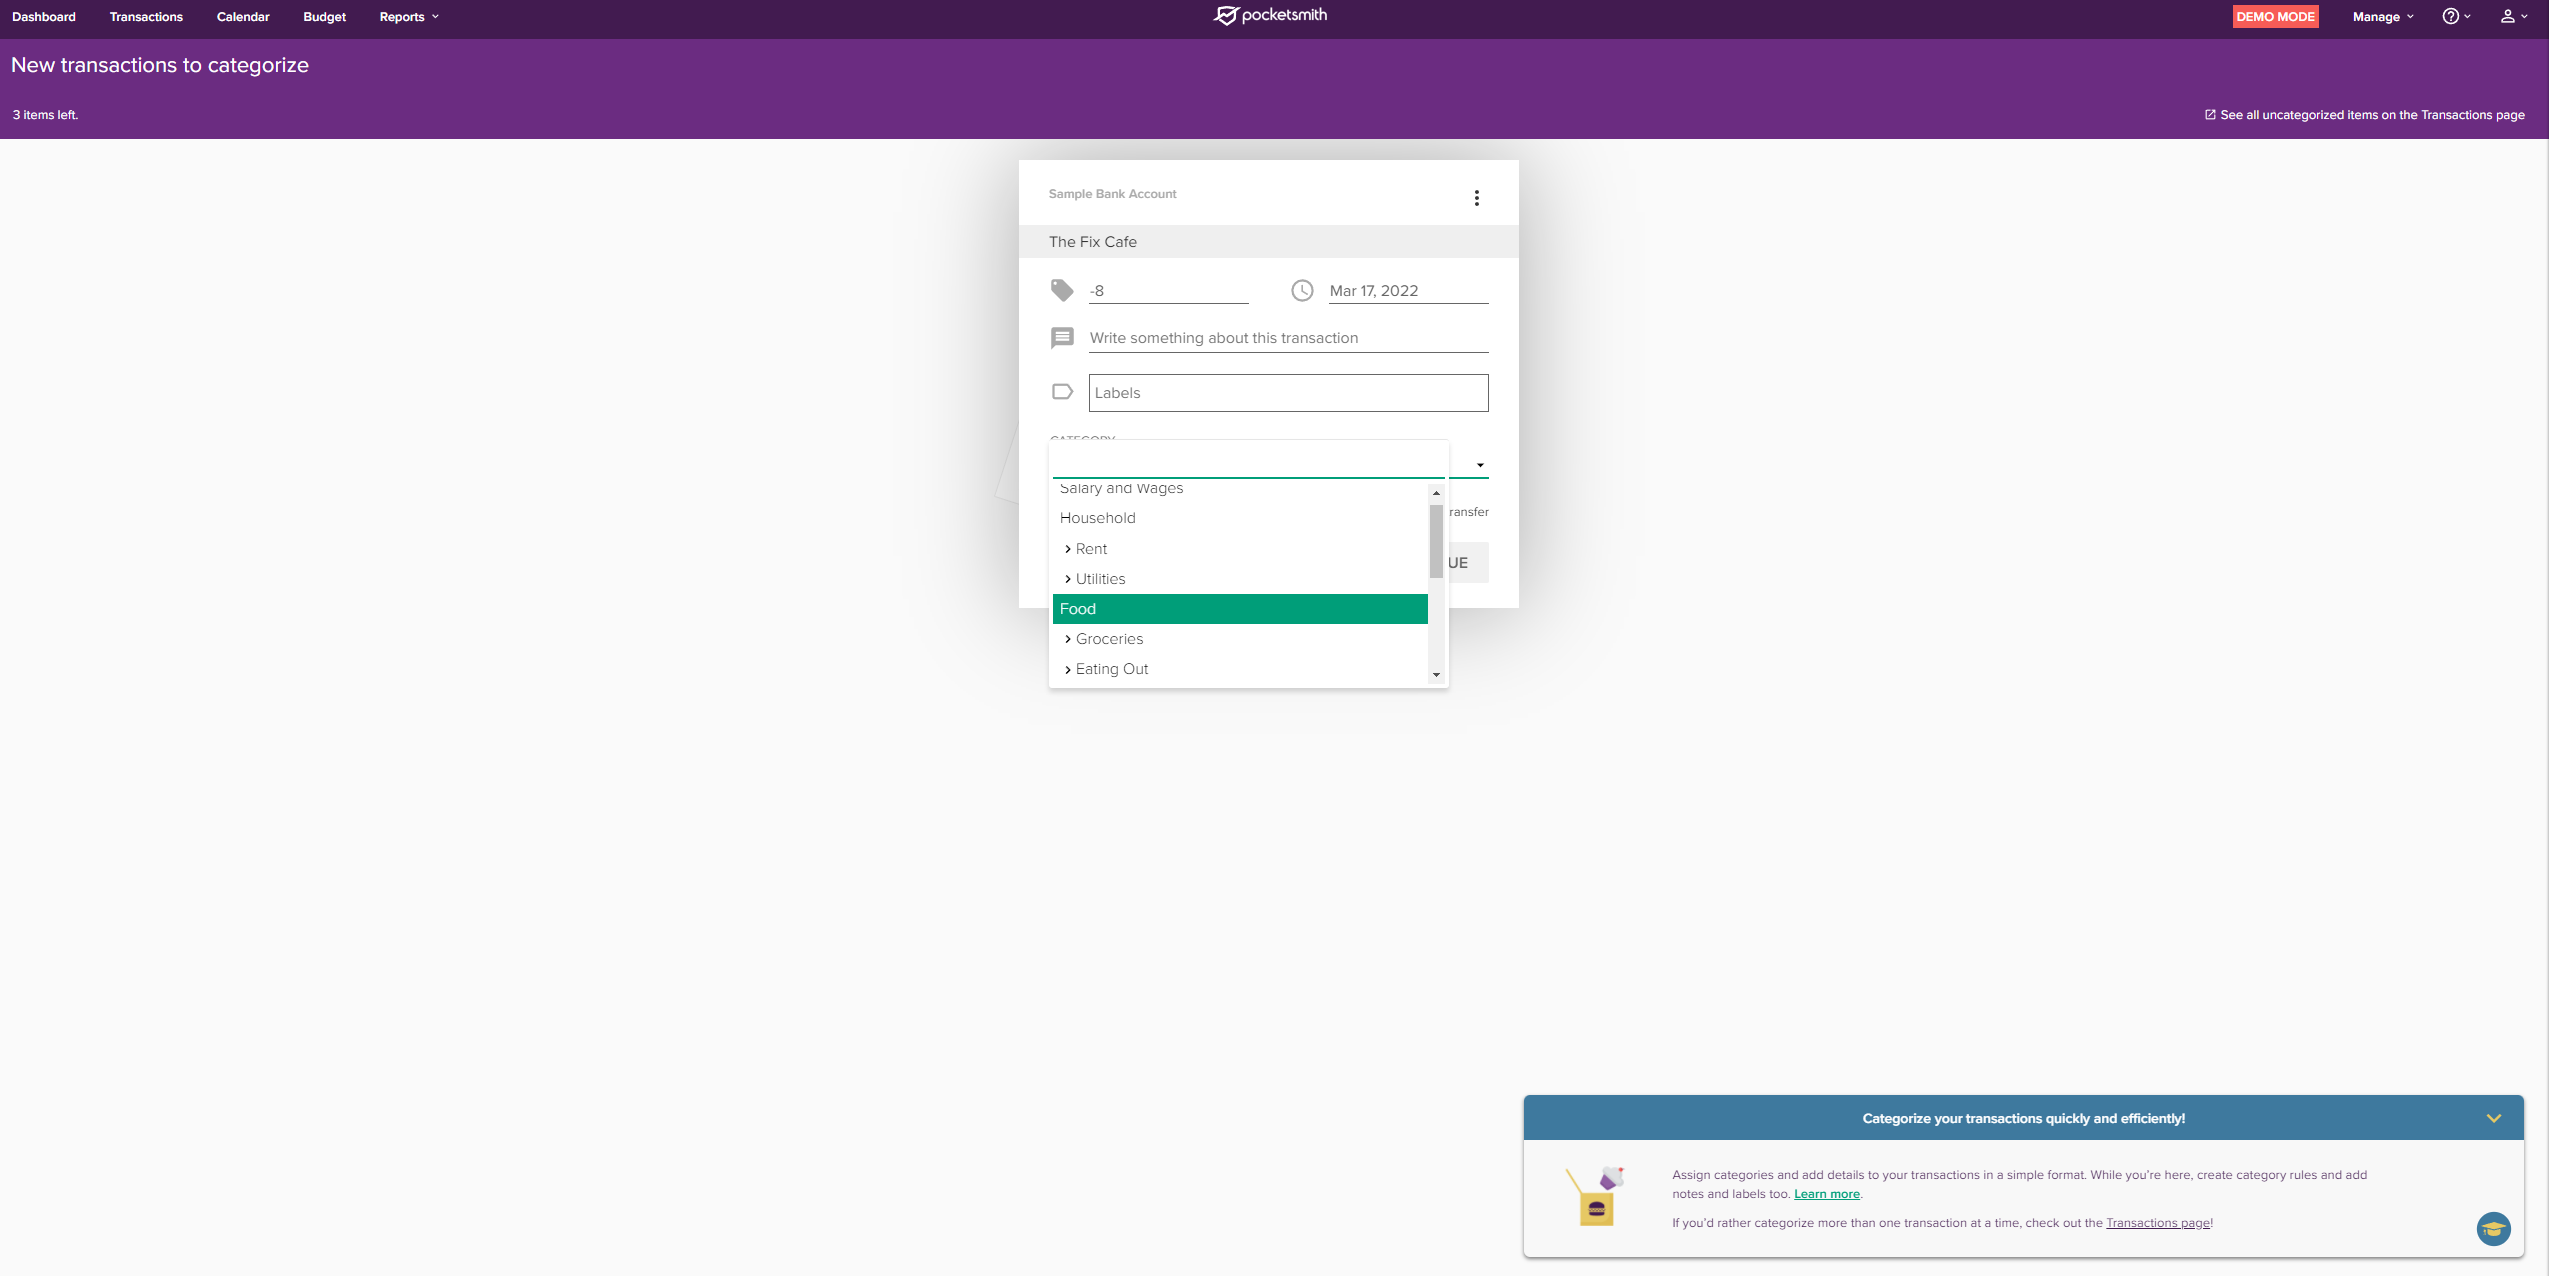 Dashboard Transactions Calendar Budget Reports pocketsmith DEMO MODE Manage
New transactions to categorize
3 items left. See all uncategorized items on the Transactions page
Sample Bank Account
The Fix Cafe
-8 Mar 17, 2022
Write something about this transaction
Labels
CATEGORY
Salary and Wages
ransfer
Household
Rent
UE
Utilities
Food
Groceries
Eating Out
Categorize your transactions quickly and efficiently!
Assign categories and add details to your transactions in a simple format. While you're here, create category rules and add
notes and labels too. Learn more.
If you'd rather categorize more than one transaction at a time, check out the Transactions page!